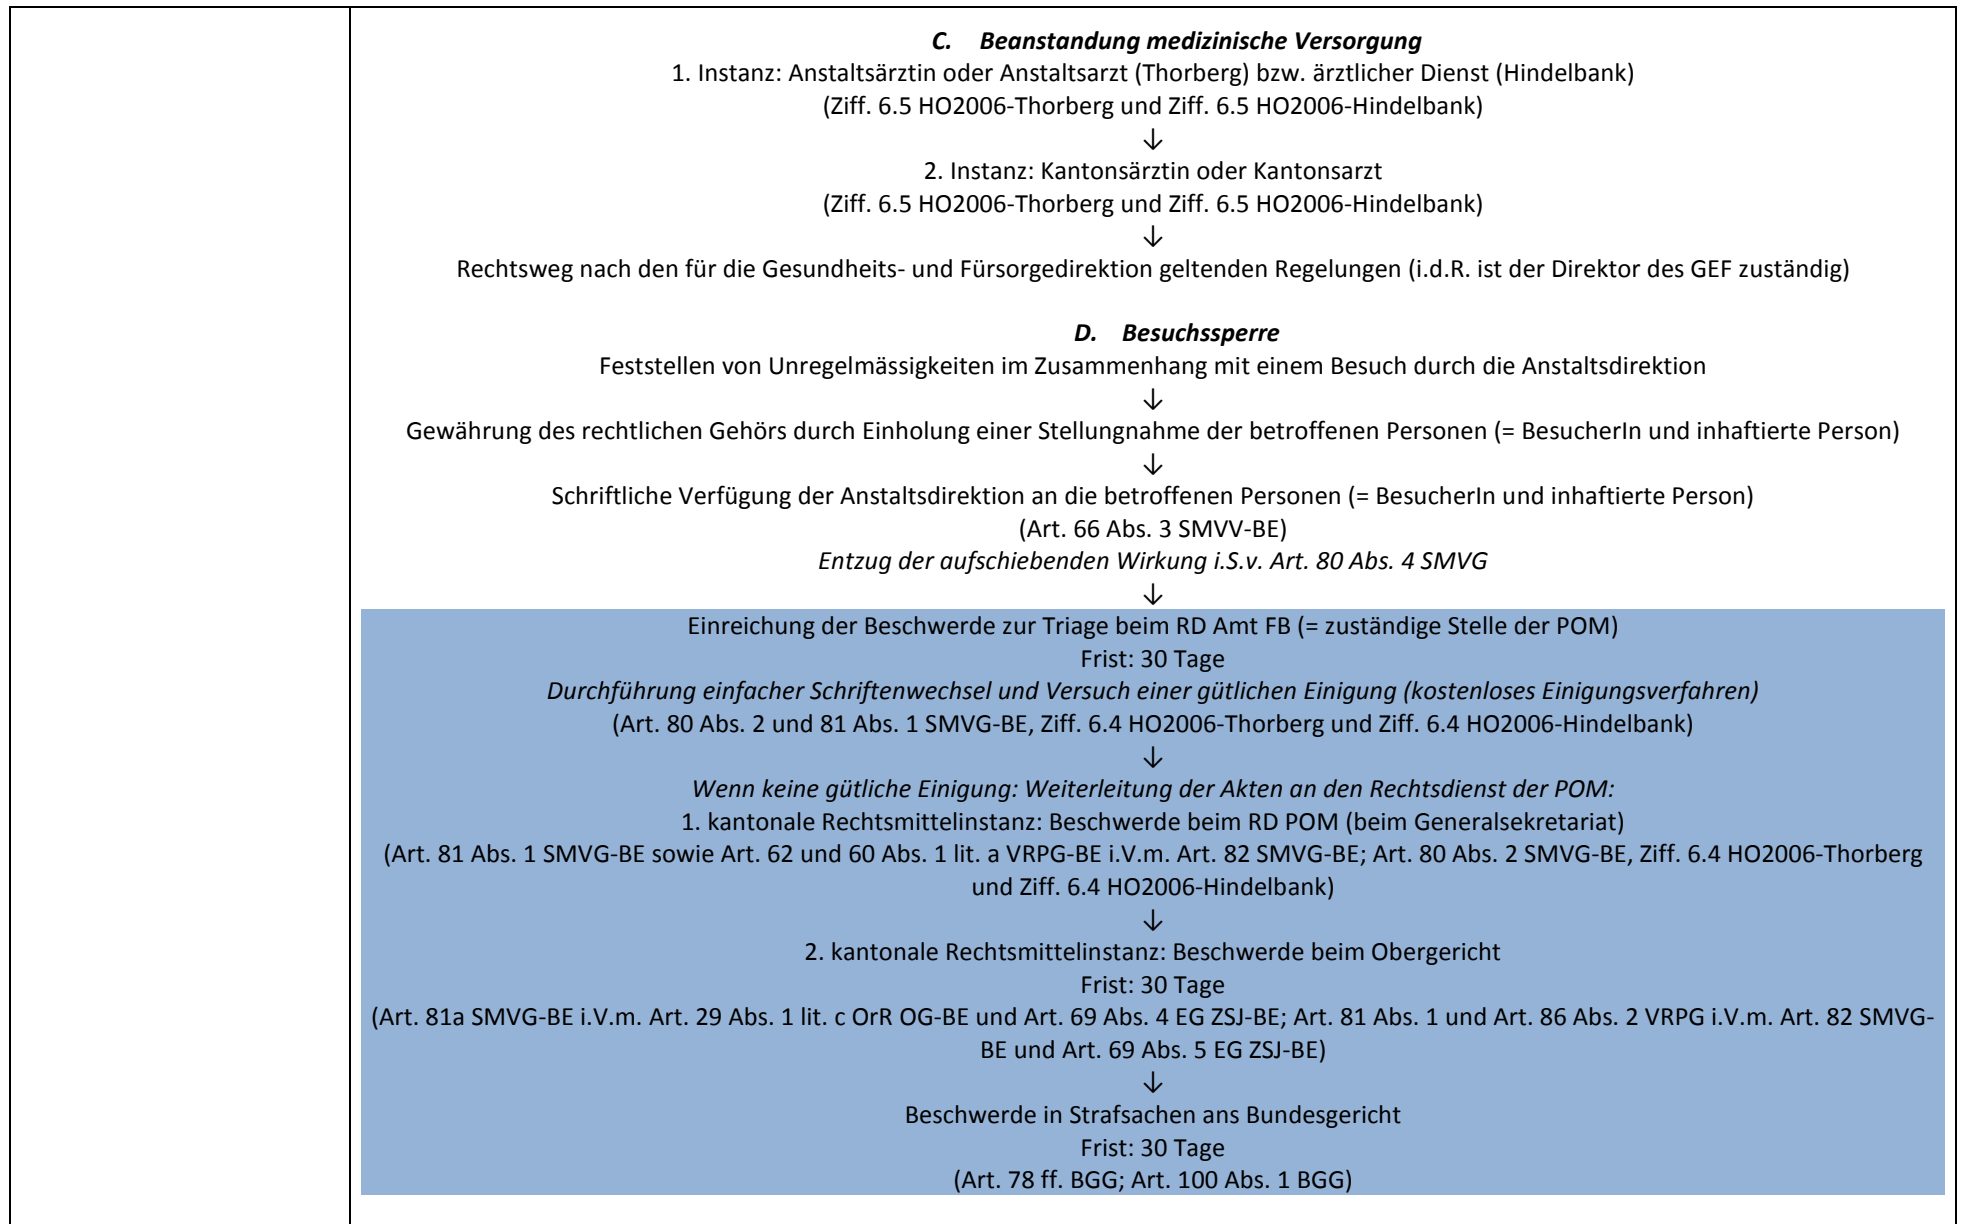 C. Beanstandung medizinische Versorgung
1. Instanz: Anstaltsärztin oder Anstaltsarzt (Thorberg) bzw. ärztlicher Dienst (Hindelbank)
(Ziff. 6.5 HO2006-Thorberg und Ziff. 6.5 HO2006-Hindelbank)
↓
2. Instanz: Kantonsärztin oder Kantonsarzt
(Ziff. 6.5 HO2006-Thorberg und Ziff. 6.5 HO2006-Hindelbank)
↓
Rechtsweg nach den für die Gesundheits- und Fürsorgedirektion geltenden Regelungen (i.d.R. ist der Direktor des GEF zuständig)
D. Besuchssperre
Feststellen von Unregelmässigkeiten im Zusammenhang mit einem Besuch durch die Anstaltsdirektion
↓
Gewährung des rechtlichen Gehörs durch Einholung einer Stellungnahme der betroffenen Personen (= BesucherIn und inhaftierte Person)
↓
Schriftliche Verfügung der Anstaltsdirektion an die betroffenen Personen (= BesucherIn und inhaftierte Person)
(Art. 66 Abs. 3 SMVV-BE)
Entzug der aufschiebenden Wirkung i.S.v. Art. 80 Abs. 4 SMVG
↓
Einreichung der Beschwerde zur Triage beim RD Amt FB (= zuständige Stelle der POM)
Frist: 30 Tage
Durchführung einfacher Schriftenwechsel und Versuch einer gütlichen Einigung (kostenloses Einigungsverfahren)
(Art. 80 Abs. 2 und 81 Abs. 1 SMVG-BE, Ziff. 6.4 HO2006-Thorberg und Ziff. 6.4 HO2006-Hindelbank)
↓
Wenn keine gütliche Einigung: Weiterleitung der Akten an den Rechtsdienst der POM:
1. kantonale Rechtsmittelinstanz: Beschwerde beim RD POM (beim Generalsekretariat)
(Art. 81 Abs. 1 SMVG-BE sowie Art. 62 und 60 Abs. 1 lit. a VRPG-BE i.V.m. Art. 82 SMVG-BE; Art. 80 Abs. 2 SMVG-BE, Ziff. 6.4 HO2006-Thorberg
und Ziff. 6.4 HO2006-Hindelbank)
↓
2. kantonale Rechtsmittelinstanz: Beschwerde beim Obergericht
Frist: 30 Tage
(Art. 81a SMVG-BE i.V.m. Art. 29 Abs. 1 lit. c OrR OG-BE und Art. 69 Abs. 4 EG ZSJ-BE; Art. 81 Abs. 1 und Art. 86 Abs. 2 VRPG i.V.m. Art. 82 SMVG-
BE und Art. 69 Abs. 5 EG ZSJ-BE)
↓
Beschwerde in Strafsachen ans Bundesgericht
Frist: 30 Tage
(Art. 78 ff. BGG; Art. 100 Abs. 1 BGG)